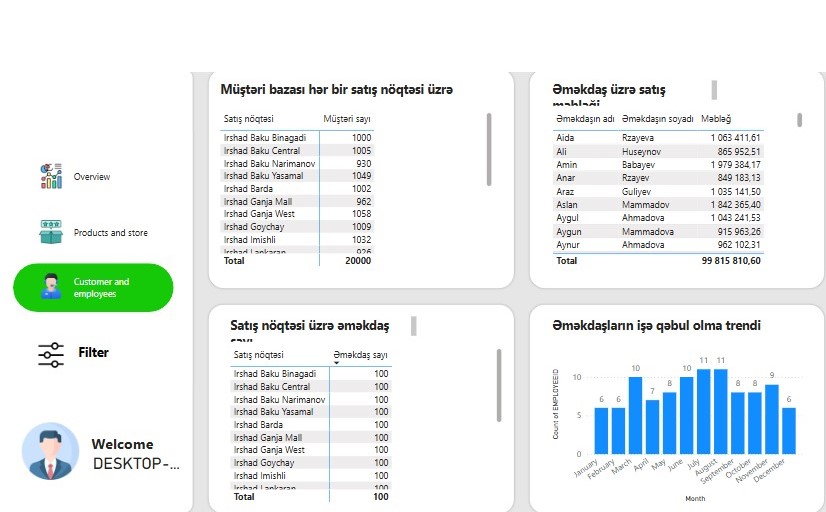 Overview
Products and store
Customer and
employees
Filter
Welcome
DESKTOP-...
Müştəri bazası hər bir satış nöqtəsi üzrə
Satış nöqtəsi Müştəri sayı
Irshad Baku Binagadi 1000
Irshad Baku Central 1005
Irshad Baku Narimanov 930
Irshad Baku Yasamal 1049
Irshad Barda 1002
Irshad Ganja Mall 962
Irshad Ganja West 1058
Irshad Goychay 1009
Irshad Imishli 1032
Irshad Lankaran 926
Total 20000
Əməkdaş üzrə satış
məbləği
Əməkdaşın adı Əməkdaşın soyadı Məbləğ
Aida Rzayeva 1 063 411,61
Ali Huseynov 865 952,51
Amin Babayev 1 979 384,17
Anar Rzayev 849 183,13
Araz Guliyev 1 035 141,50
Aslan Mammadov 1 842 365,40
Aygul Ahmadova 1 043 241,53
Aygun Mammadova 915 963,26
Aynur Ahmadova 962 102,31
Total 99 815 810,60
Satış nöqtəsi üzrə əməkdaş
sayı
Satış nöqtəsi Əməkdaş sayı
Irshad Baku Binagadi 100
Irshad Baku Central 100
Irshad Baku Narimanov 100
Irshad Baku Yasamal 100
Irshad Barda 100
Irshad Ganja Mall 100
Irshad Ganja West 100
Irshad Goychay 100
Irshad Imishli 100
Irshad Lankaran 100
Total 100
Əməkdaşların işə qəbul olma trendi
Count of EMPLOYEEID
10
5
0
6 6 10 7 8 10 11 11 8 8 9 6
January February March April May June July August September October November December
Month